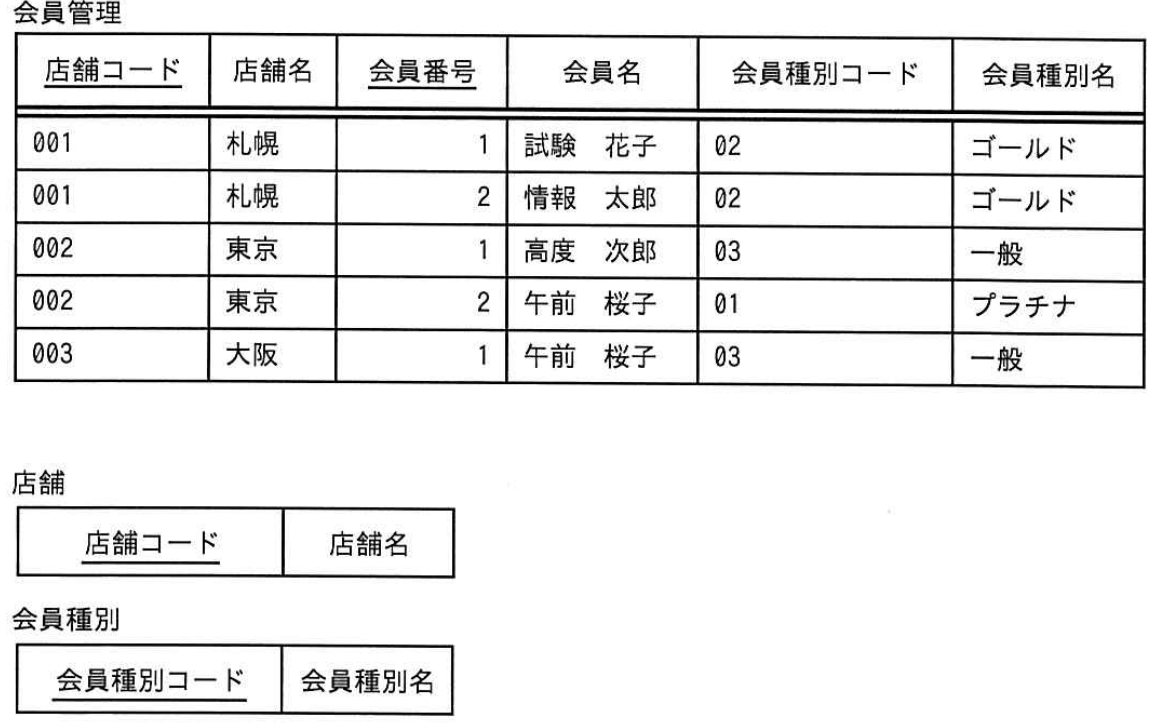 会員管理
店舗コード 店舗名 会員番号 会員名 会員種別コード 会員種別名
001 札幌 1 試験 花子 02 ゴールド
001 札幌 2 情報 太郎 02 ゴールド
002 東京 1 高度 次郎 03 一般
002 東京 2 午前 桜子 01 プラチナ
003 大阪 1 午前 桜子 03 一般
店舗
店舗コード 店舗名
会員種別
会員種別コード 会員種別名